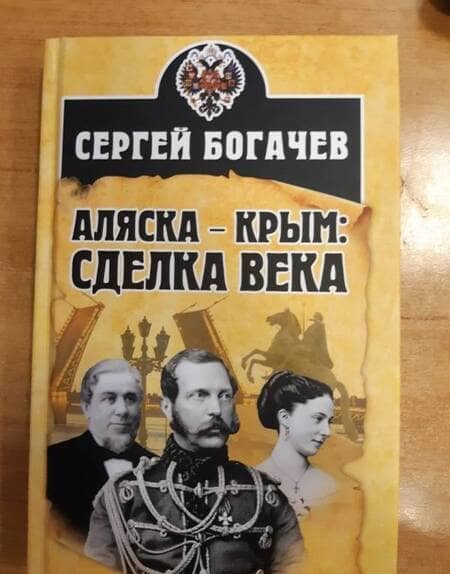 СЕРГЕЙ БОГАЧЕВ
АЛЯСКА – КРЫМ:
СДЕЛКА ВЕКА